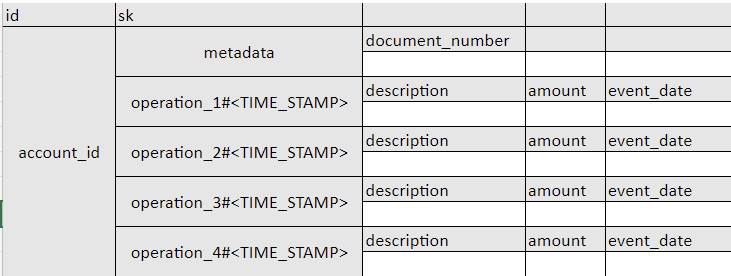 id sk
document_number
metadata
description amount event_date
operation_1#<TIME_STAMP>
description amount event_date
operation_2#<TIME_STAMP>
account_id
description amount event_date
operation_3#<TIME_STAMP>
description amount event_date
operation_4#<TIME_STAMP>